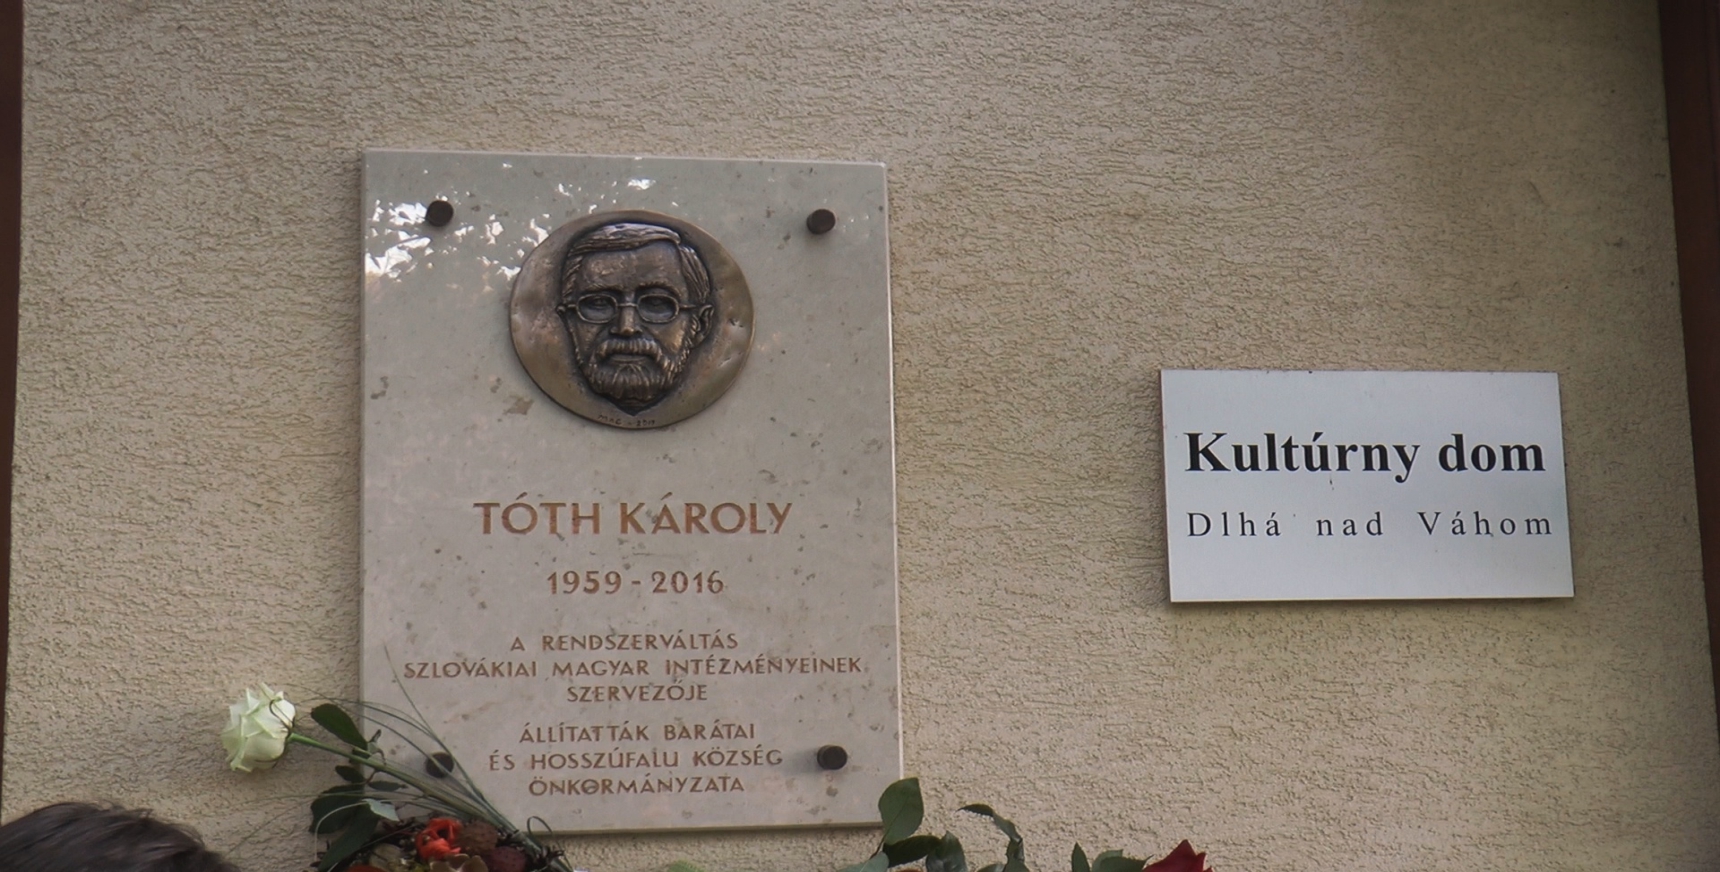 TÓTH KÁROLY
1959 - 2016
A RENDSZERVÁLTÁS
SZLOVÁKIAI MAGYAR INTÉZMÉNYEINEK
SZERVEZŐJE
ÁLLÍTATTÁK BARÁTAI
ÉS HOSSZÚFALU KÖZSÉG
ÖNKORMÁNYZATA
Kultúrny dom
Dlhá nad Váhom